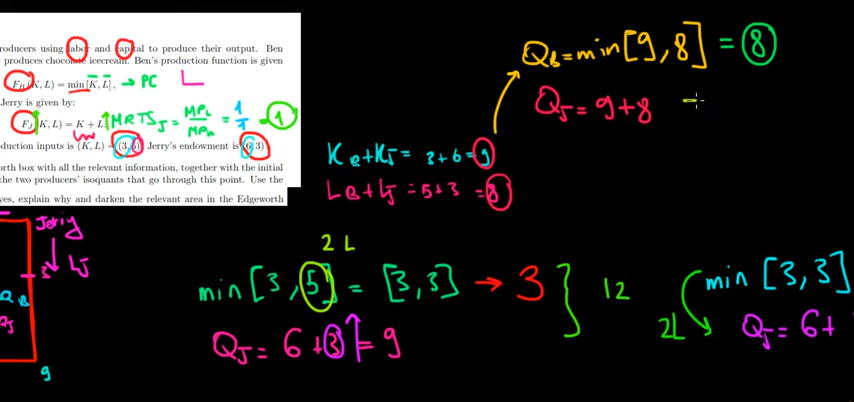 roducers using labor and capital to produce their output. Ben
produces chocolate icecream. Ben's production function is given
F_B(K, L) = min[K, L], → PC L
Jerry is given by:
F_J(K, L) = K + L. MRTS_J = MP_L/MP_K = 1/1 = 1
duction inputs is (K, L) = (3, 5) Jerry's endowment is (6, 3)
orth box with all the relevant information, together with the initial
the two producers' isoquants that go through this point. Use the
yes, explain why and darken the relevant area in the Edgeworth
Q_B = min[9, 8] = 8
Q_J = 9+8 =
K_B+K_J = 3+6 = 9
L_B+L_J = 5+3 = 8
Jerry
3 L_J
Q_B
9
2 L
min [3, 5] = [3, 3] → 3
Q_J = 6 + 3 = 9
12
min [3, 3]
2L
Q_J = 6 +